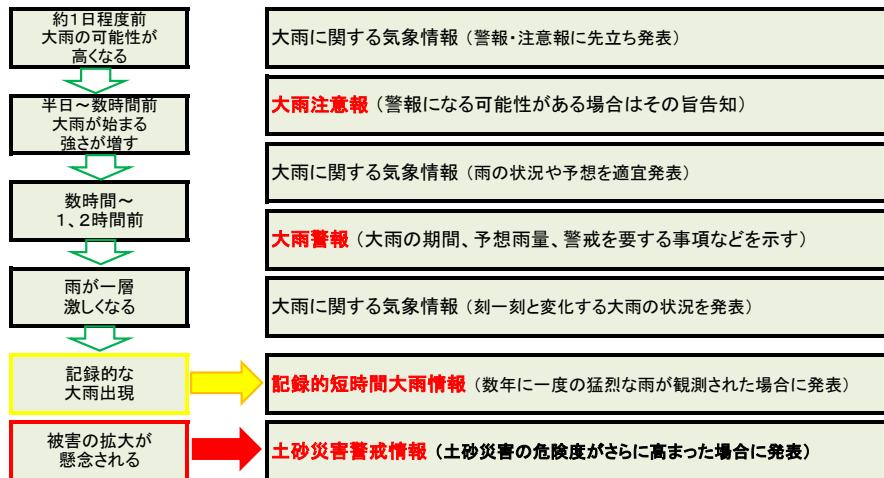 約1日程度前
大雨の可能性が
高くなる
大雨に関する気象情報（警報・注意報に先立ち発表）
半日～数時間前
大雨が始まる
強さが増す
大雨注意報（警報になる可能性がある場合はその旨告知）
大雨に関する気象情報（雨の状況や予想を適宜発表）
数時間～
1、2時間前
大雨警報（大雨の期間、予想雨量、警戒を要する事項などを示す）
雨が一層
激しくなる
大雨に関する気象情報（刻一刻と変化する大雨の状況を発表）
記録的な
大雨出現
記録的短時間大雨情報（数年に一度の猛烈な雨が観測された場合に発表）
被害の拡大が
懸念される
土砂災害警戒情報（土砂災害の危険度がさらに高まった場合に発表）